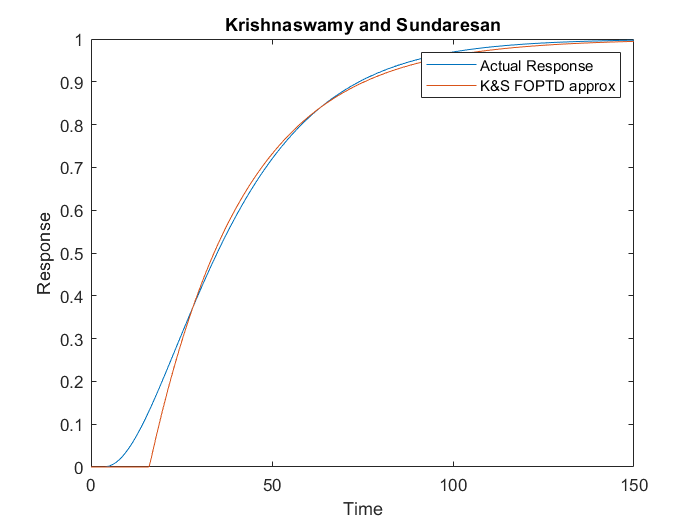 Krishnaswamy and Sundaresan
1
0.9
0.8
0.7
0.6
0.5
0.4
0.3
0.2
0.1
0
Response
Actual Response
K&S FOPTD approx
0 50 100 150
Time